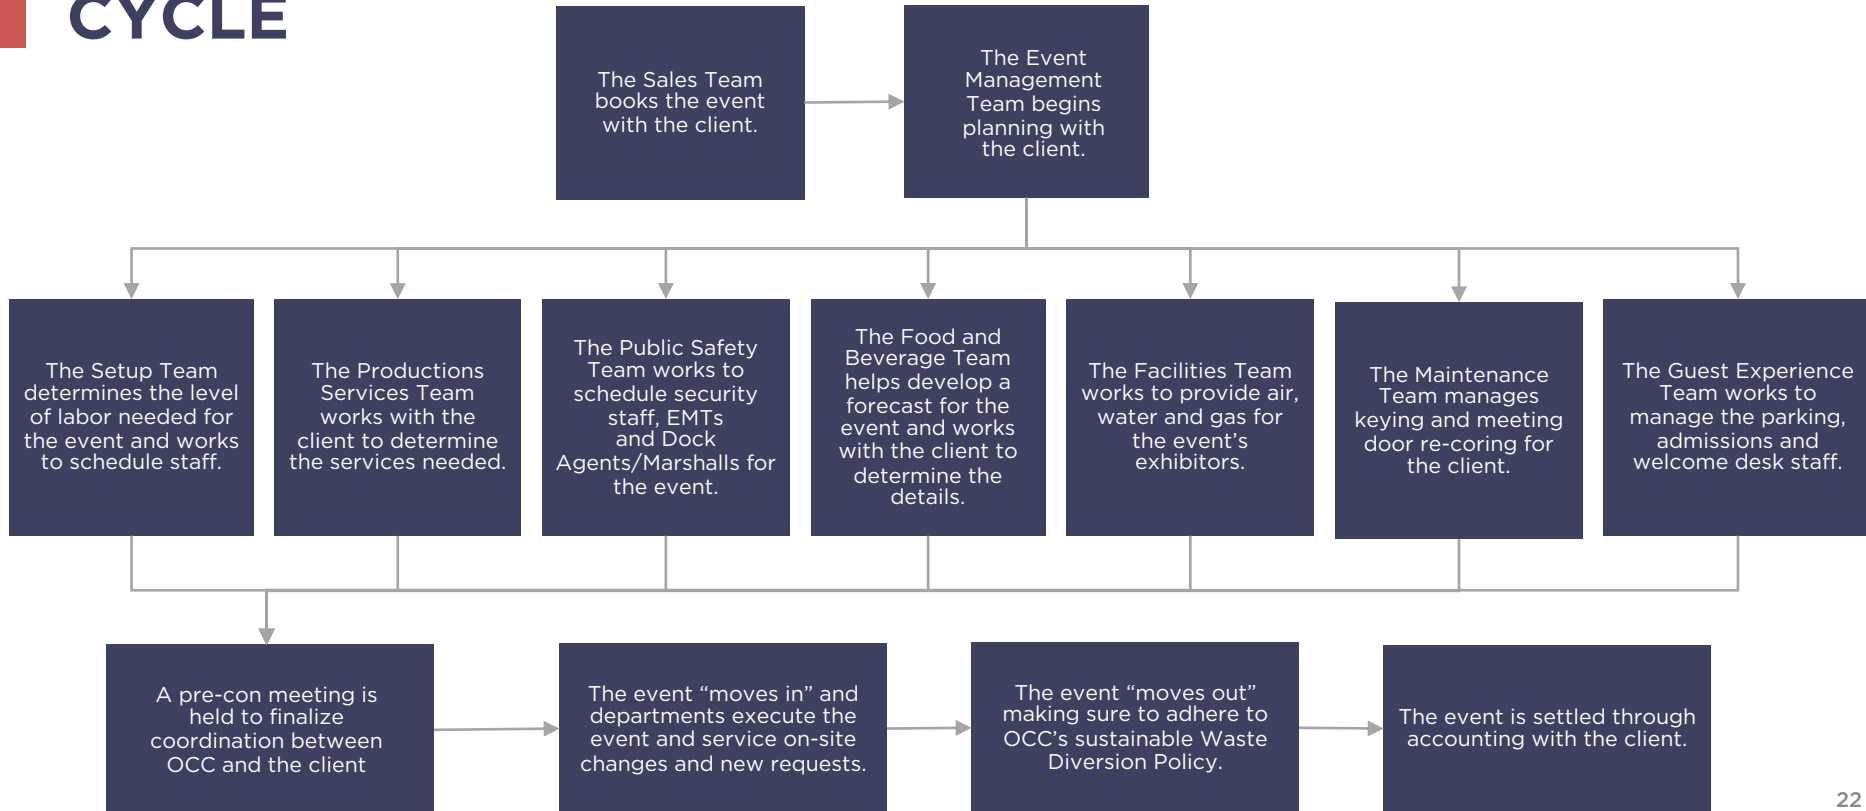 CYCLE
The Sales Team
books the event
with the client.
The Event
Management
Team begins
planning with
the client.
The Setup Team
determines the level
of labor needed for
the event and works
to schedule staff.
The Productions
Services Team
works with the
client to determine
the services needed.
The Public Safety
Team works to
schedule security
staff, EMTs
and Dock
Agents/Marshalls for
the event.
The Food and
Beverage Team
helps develop a
forecast for the
event and works
with the client to
determine the
details.
The Facilities Team
works to provide air,
water and gas for
the event’s
exhibitors.
The Maintenance
Team manages
keying and meeting
door re-coring for
the client.
The Guest Experience
Team works to
manage the parking,
admissions and
welcome desk staff.
A pre-con meeting is
held to finalize
coordination between
OCC and the client
The event “moves in” and
departments execute the
event and service on-site
changes and new requests.
The event “moves out”
making sure to adhere to
OCC’s sustainable Waste
Diversion Policy.
The event is settled through
accounting with the client.
22